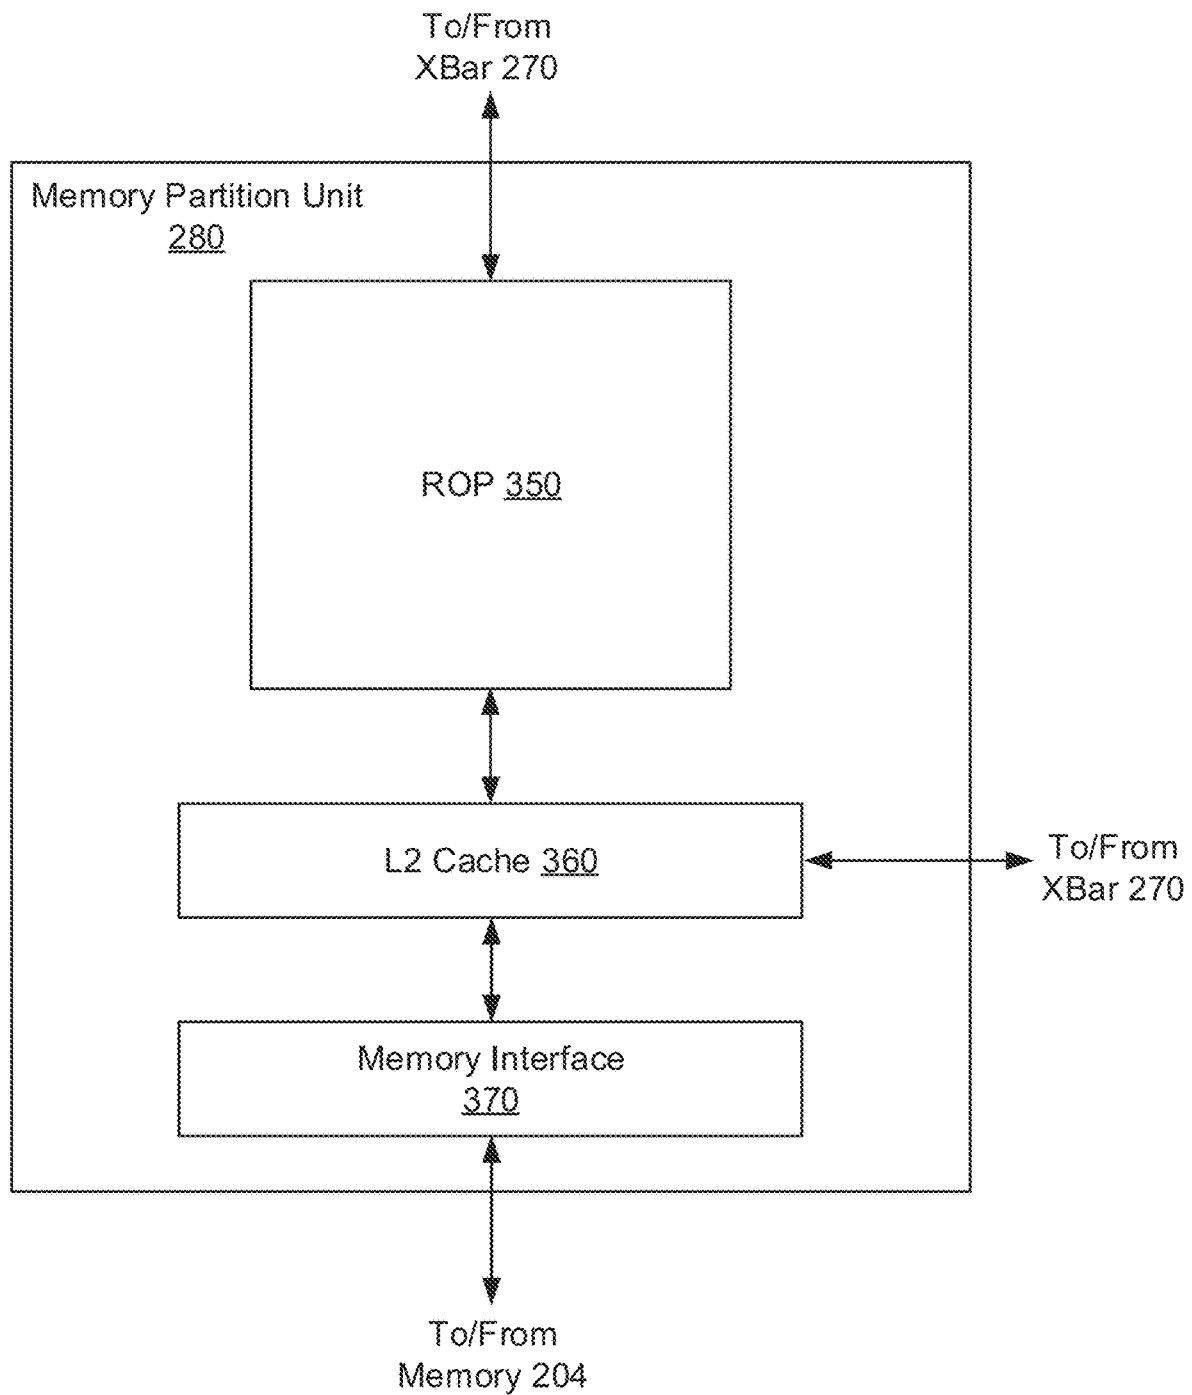 To/From
XBar 270
Memory Partition Unit
280
ROP 350
L2 Cache 360
To/From
XBar 270
Memory Interface
370
To/From
Memory 204